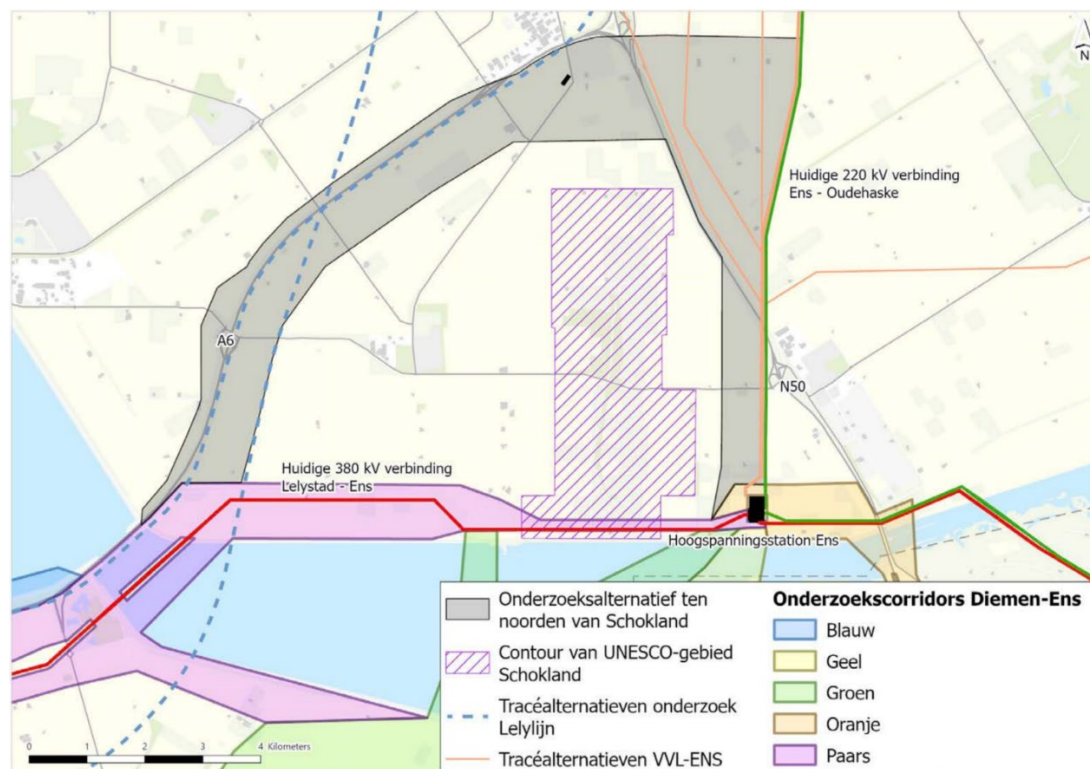 N
Huidige 220 kV verbinding
Ens - Oudehaske
A6
N50
Huidige 380 kV verbinding
Lelystad - Ens
Hoogspanningsstation Ens
Onderzoeksalternatief ten
noorden van Schokland
Contour van UNESCO-gebied
Schokland
Tracéalternatieven onderzoek
Lelylijn
Tracéalternatieven VVL-ENS
Onderzoekscorridors Diemen-Ens
Blauw
Geel
Groen
Oranje
Paars
0 1 2 3 4 Kilometers